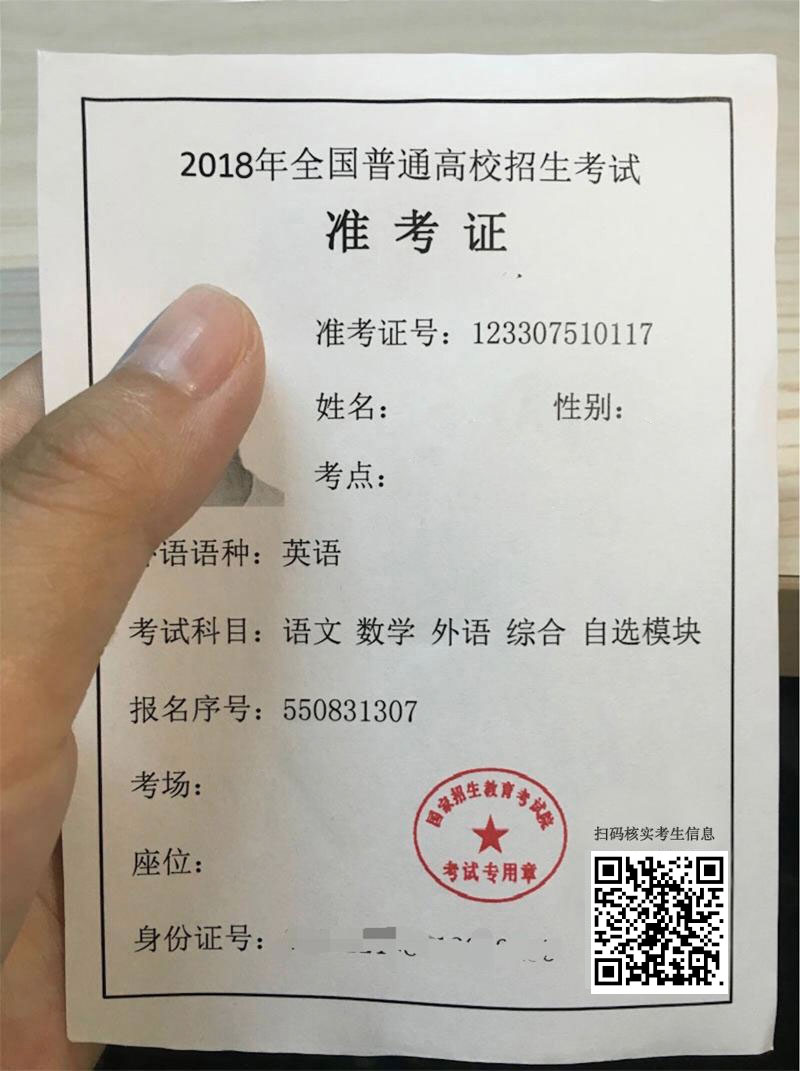 2018年全国普通高校招生考试
准考证
准考证号：123307510117
姓名： 性别：
考点：
语语种：英语
考试科目：语文 数学 外语 综合 自选模块
报名序号：550831307
考场：
国家招生教育考试院
考试专用章
扫码核实考生信息
座位：
身份证号：